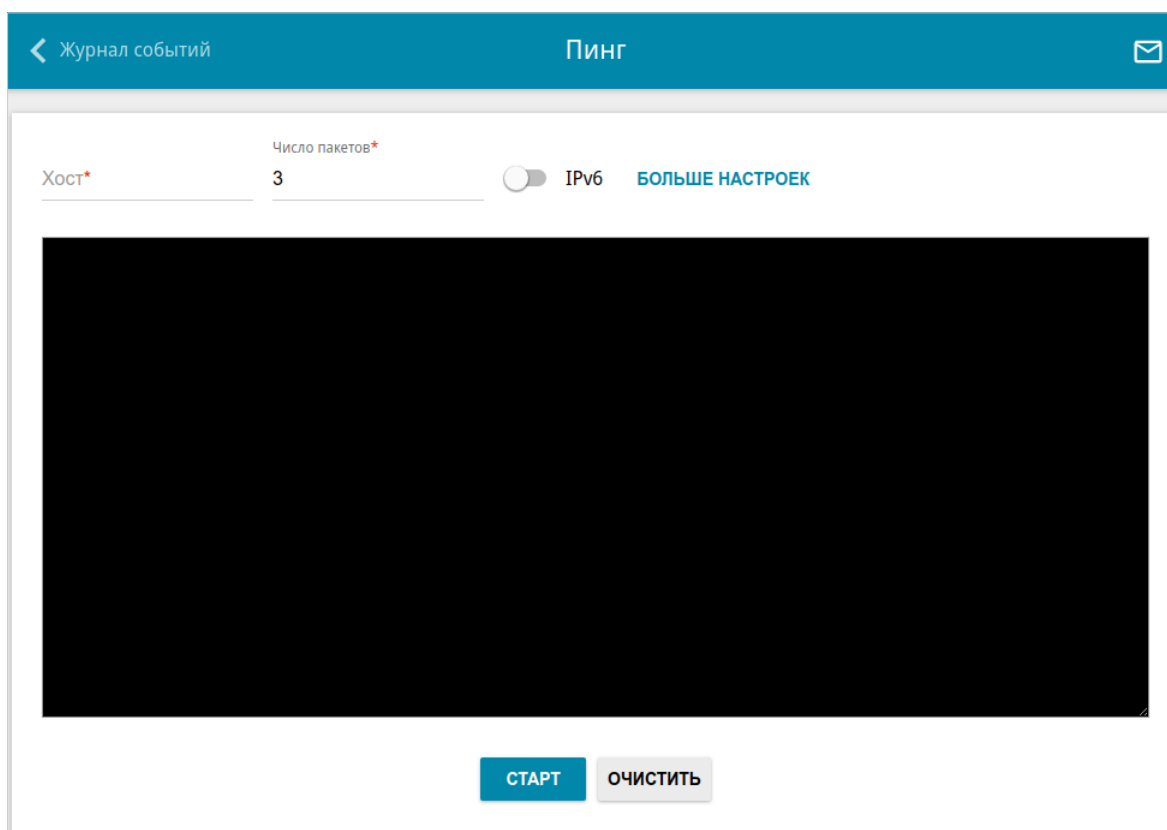 Журнал событий
Пинг
Число пакетов*
Хост*
3
IPv6
БОЛЬШЕ НАСТРОЕК
СТАРТ
ОЧИСТИТЬ